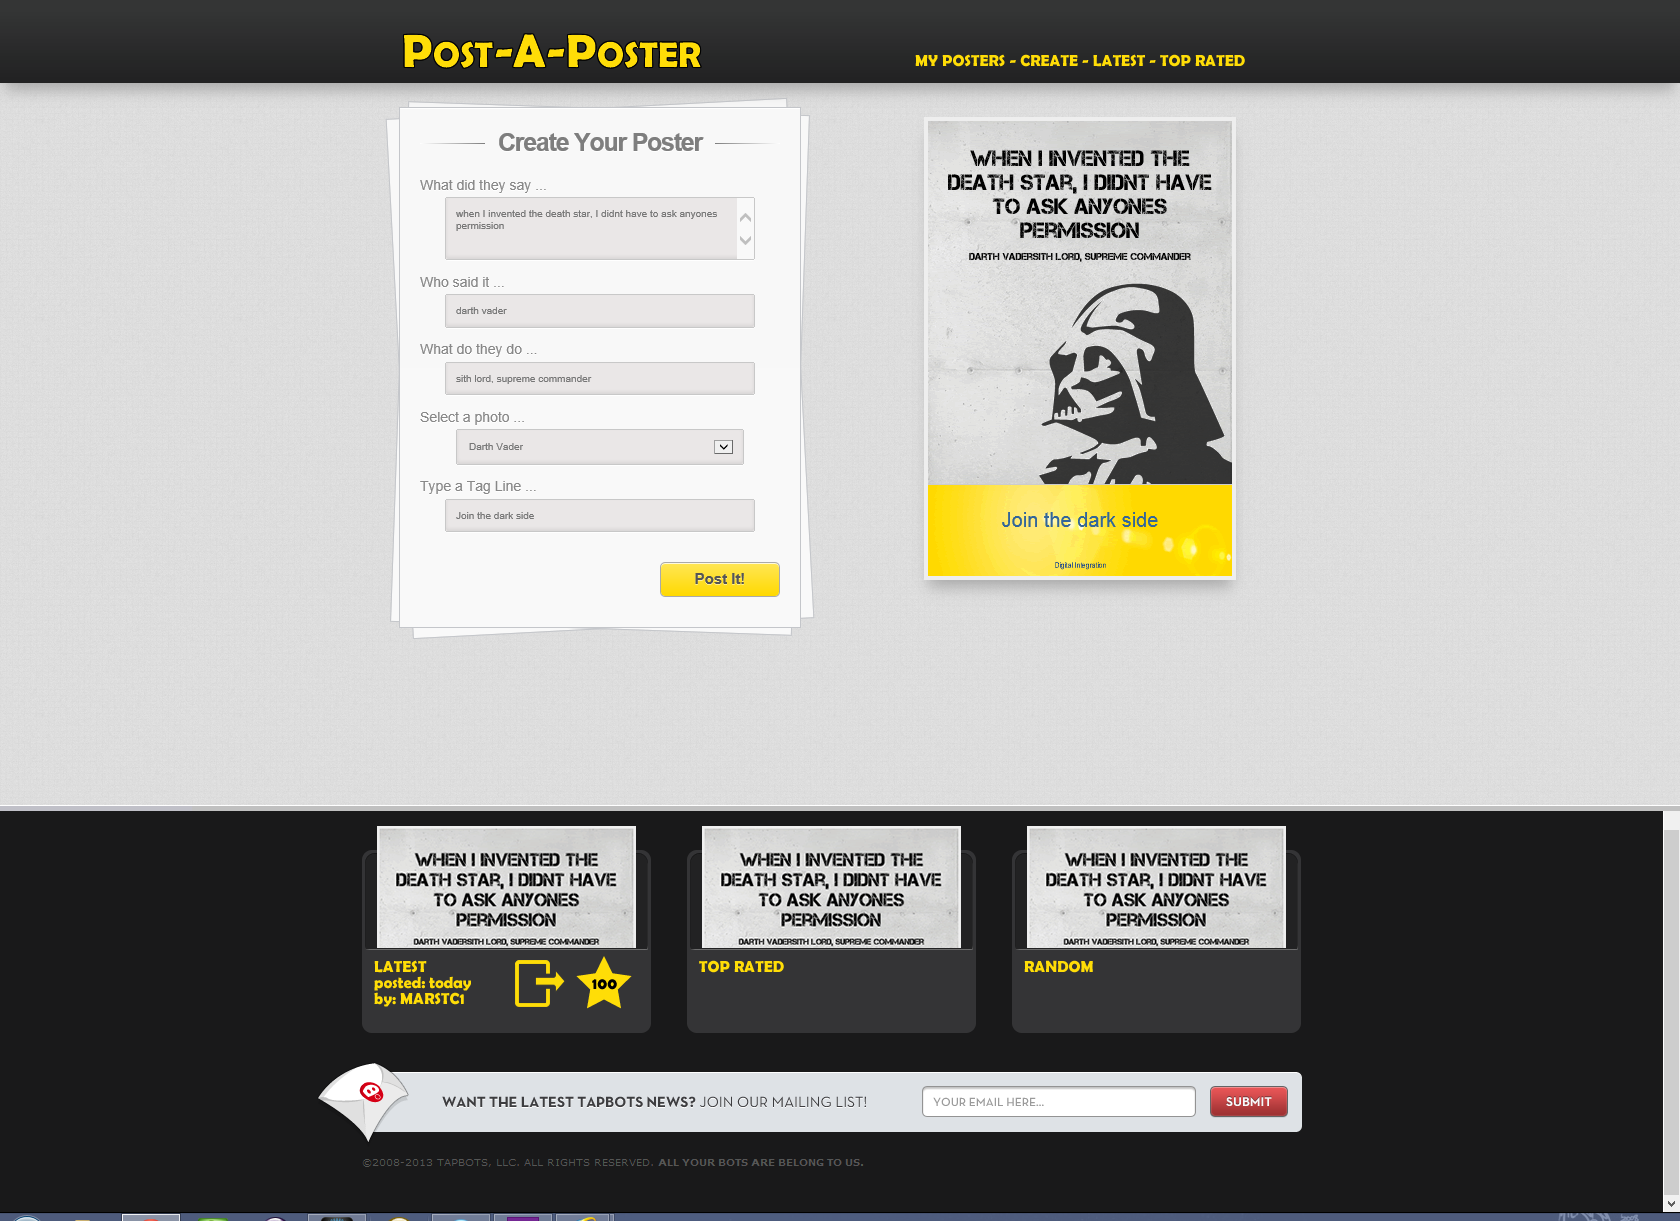 POST-A-POSTER
MY POSTERS - CREATE - LATEST - TOP RATED
Create Your Poster
What did they say ...
when I invented the death star, I didnt have to ask anyones
permission
Who said it ...
darth vader
What do they do ...
sith lord, supreme commander
Select a photo ...
Darth Vader
Type a Tag Line ...
Join the dark side
Post It!
WHEN I INVENTED THE
DEATH STAR, I DIDNT HAVE
TO ASK ANYONES
PERMISSION
DARTH VADERSITH LORD, SUPREME COMMANDER
Join the dark side
Digital Integration
WHEN I INVENTED THE
DEATH STAR, I DIDNT HAVE
TO ASK ANYONES
PERMISSION
DARTH VADERSITH LORD, SUPREME COMMANDER
LATEST
posted: today
by: MARSTC1
100
WHEN I INVENTED THE
DEATH STAR, I DIDNT HAVE
TO ASK ANYONES
PERMISSION
DARTH VADERSITH LORD, SUPREME COMMANDER
TOP RATED
WHEN I INVENTED THE
DEATH STAR, I DIDNT HAVE
TO ASK ANYONES
PERMISSION
DARTH VADERSITH LORD, SUPREME COMMANDER
RANDOM
WANT THE LATEST TAPBOTS NEWS? JOIN OUR MAILING LIST!
YOUR EMAIL HERE...
SUBMIT
©2008-2013 TAPBOTS, LLC. ALL RIGHTS RESERVED. ALL YOUR BOTS ARE BELONG TO US.